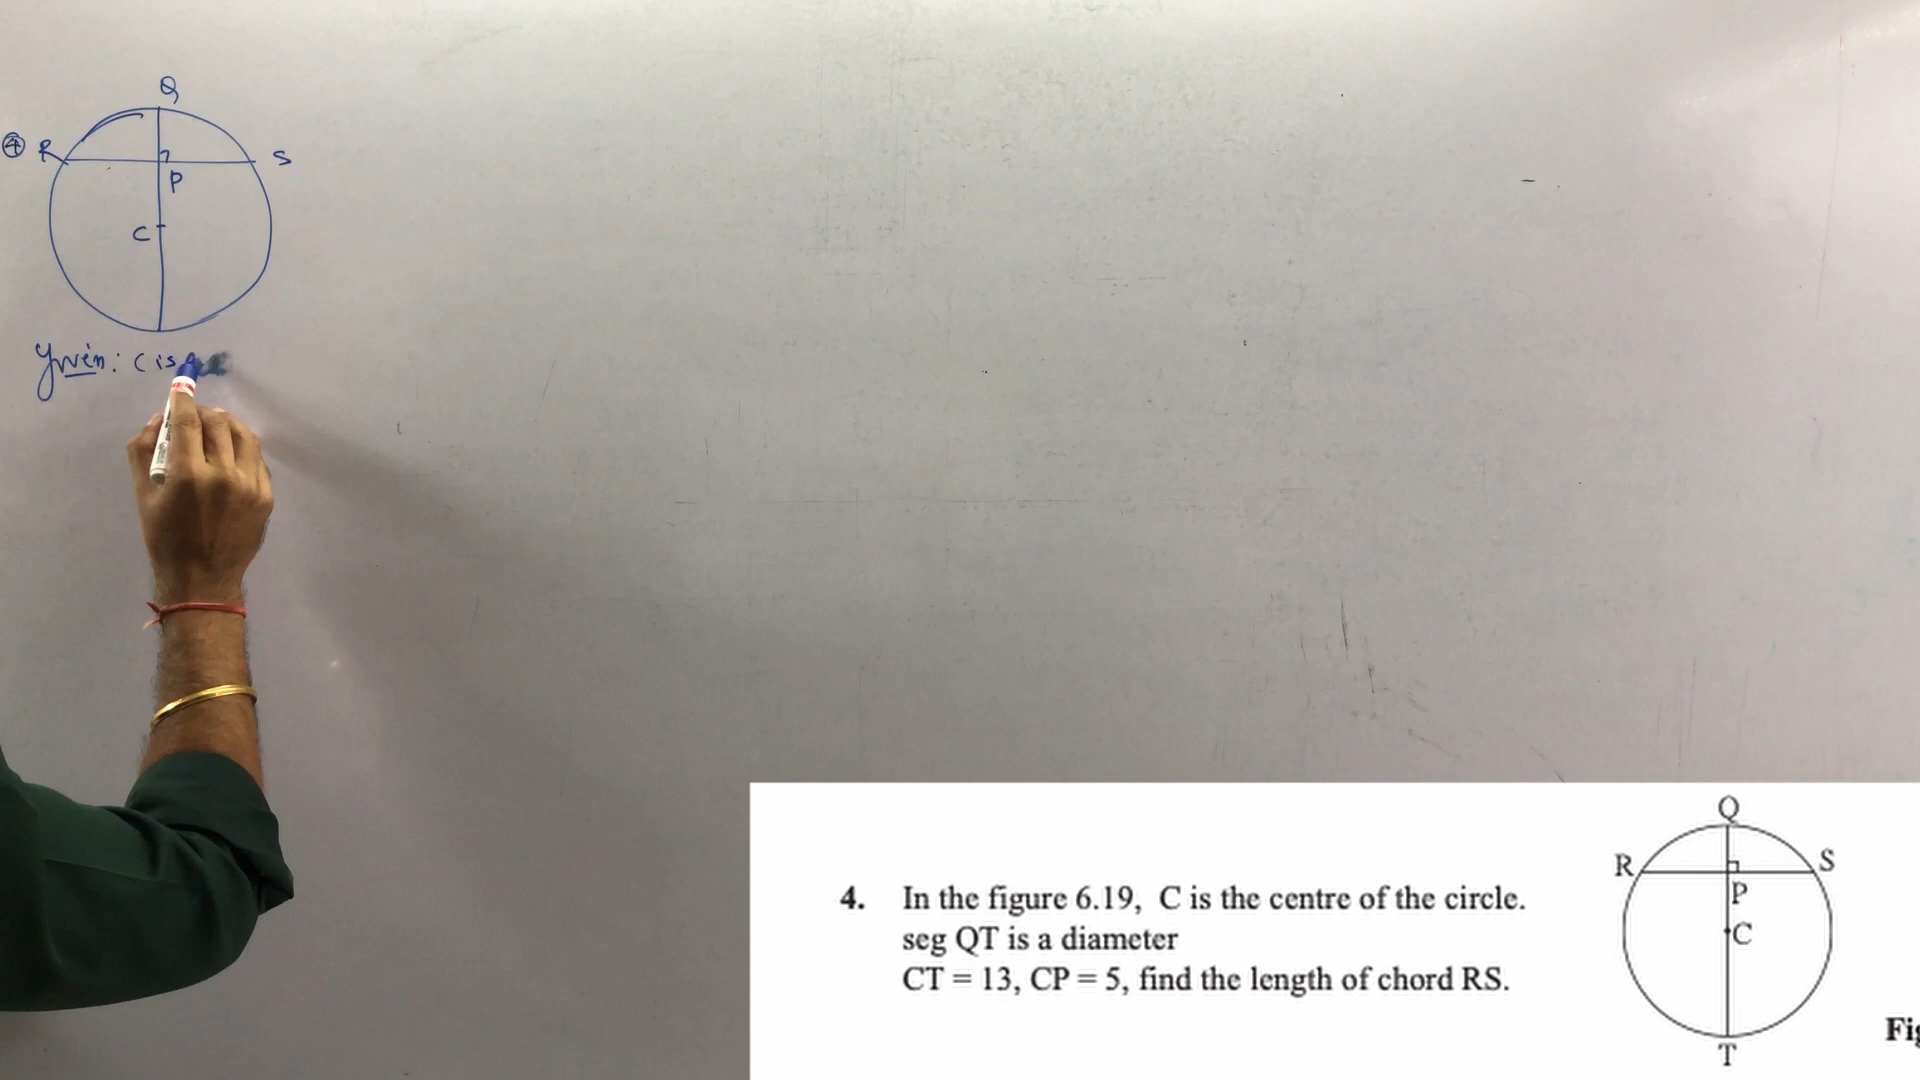 Q
④ R S
P
C
Given: C is
Q
R S
P
C
T
4. In the figure 6.19, C is the centre of the circle.
seg QT is a diameter
CT = 13, CP = 5, find the length of chord RS.